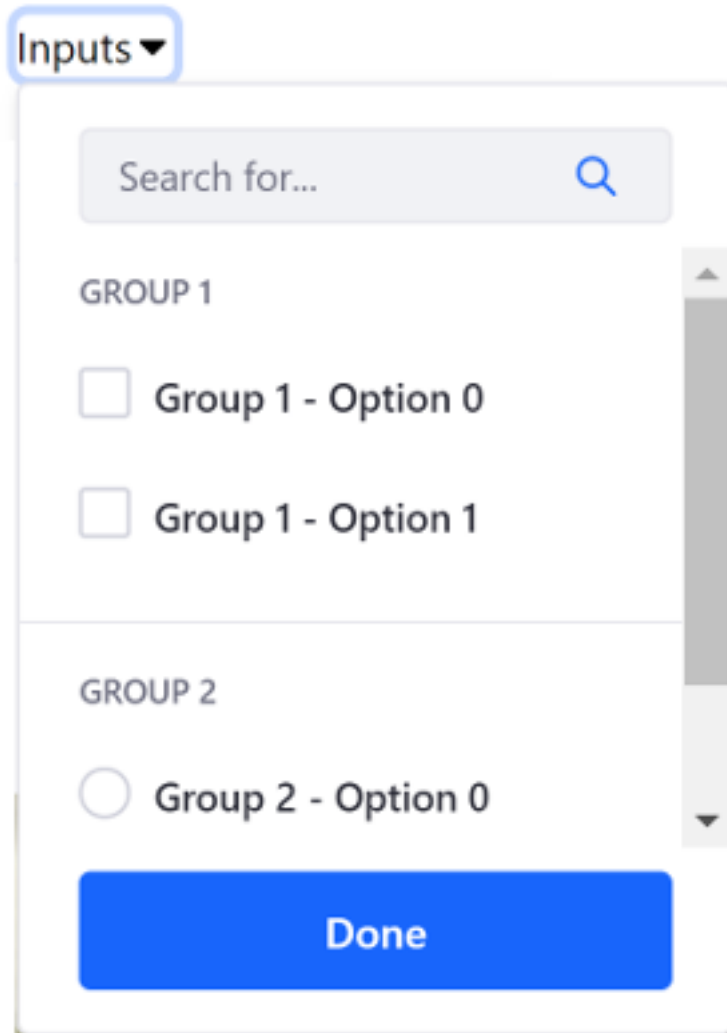 Inputs
Search for...
GROUP 1
Group 1 - Option 0
Group 1 - Option 1
GROUP 2
Group 2 - Option 0
Done